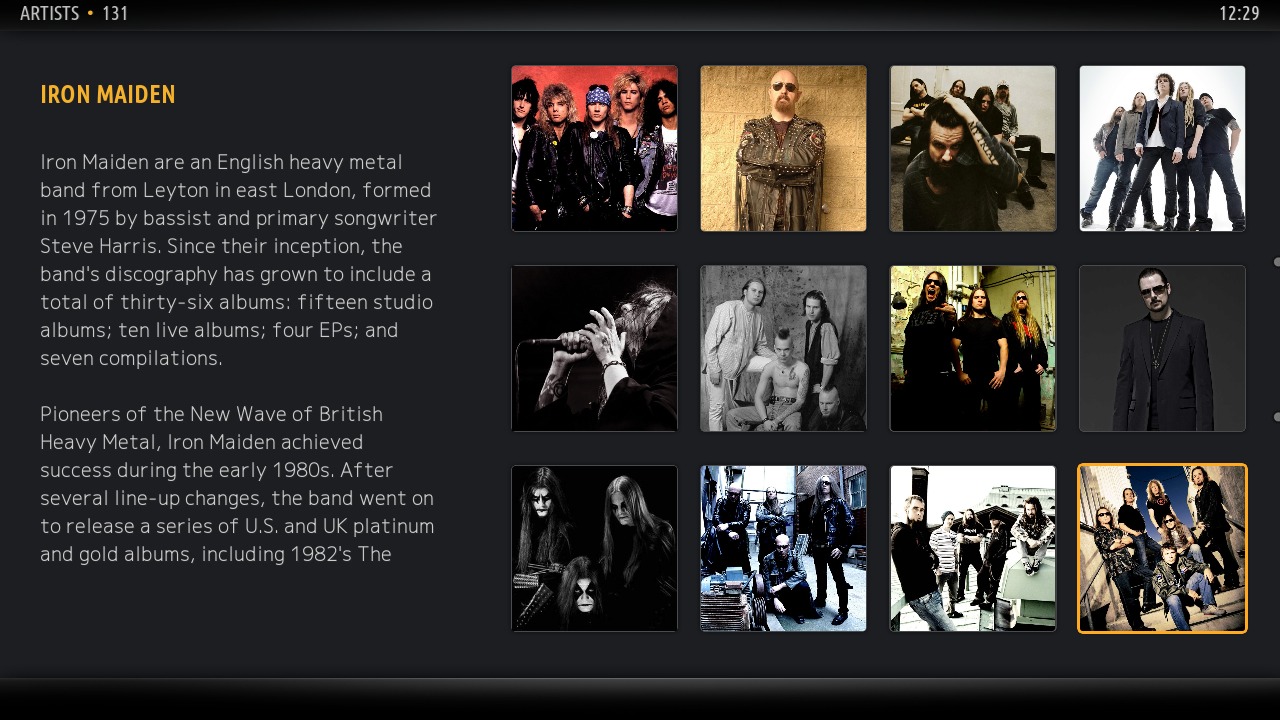 ARTISTS • 131
12:29
IRON MAIDEN
Iron Maiden are an English heavy metal
band from Leyton in east London, formed
in 1975 by bassist and primary songwriter
Steve Harris. Since their inception, the
band's discography has grown to include a
total of thirty-six albums: fifteen studio
albums; ten live albums; four EPs; and
seven compilations.
Pioneers of the New Wave of British
Heavy Metal, Iron Maiden achieved
success during the early 1980s. After
several line-up changes, the band went on
to release a series of U.S. and UK platinum
and gold albums, including 1982's The